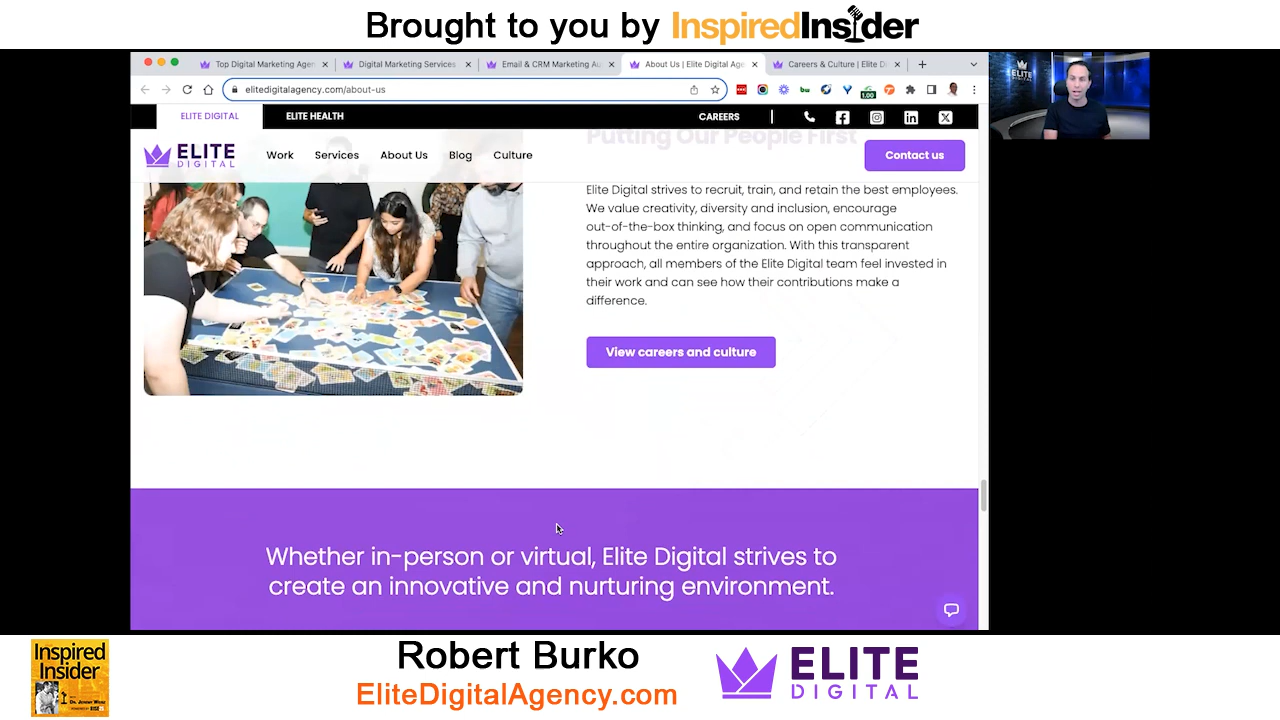 Brought to you by InspiredInsider
Top Digital Marketing Agen
Digital Marketing Services
Email & CRM Marketing Au
About Us | Elite Digital Age
Careers & Culture | Elite Di
elitedigitalagency.com/about-us
1.00
ELITE DIGITAL
ELITE HEALTH
CAREERS
ELITE
DIGITAL
Work
Services
About Us
Blog
Culture
Contact us
Putting Our People First
Elite Digital strives to recruit, train, and retain the best employees.
We value creativity, diversity and inclusion, encourage
out-of-the-box thinking, and focus on open communication
throughout the entire organization. With this transparent
approach, all members of the Elite Digital team feel invested in
their work and can see how their contributions make a
difference.
View careers and culture
Whether in-person or virtual, Elite Digital strives to
create an innovative and nurturing environment.
ELITE
Inspired
Insider
Robert Burko
EliteDigitalAgency.com
ELITE
DIGITAL